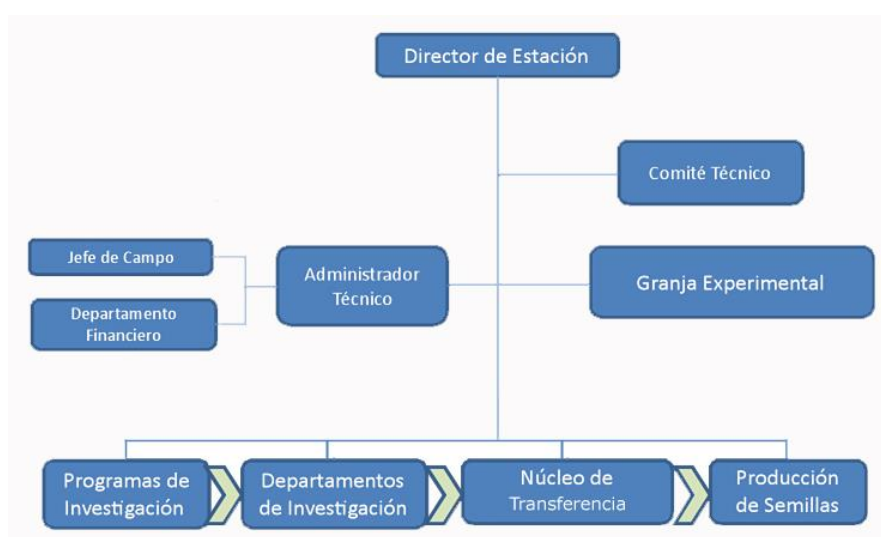 Director de Estación
Comité Técnico
Jefe de Campo
Administrador
Técnico
Granja Experimental
Departamento
Financiero
Programas de
Investigación
Departamentos
de Investigación
Núcleo de
Transferencia
Producción
de Semillas